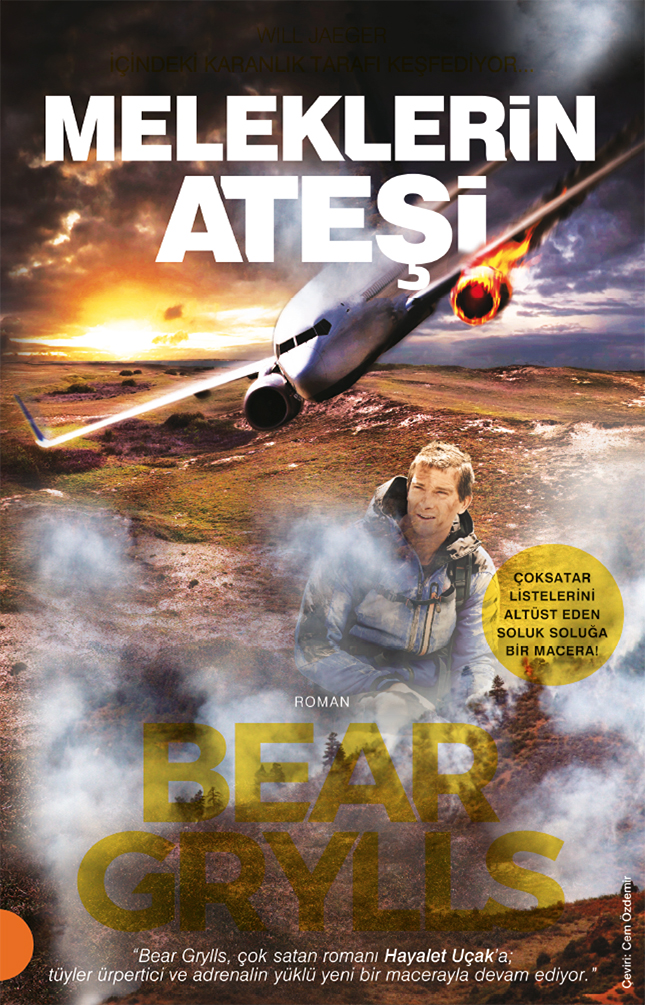 WILL JAEGER
İÇİNDEKİ KARANLIK TARAFI KEŞFEDİYOR...
MELEKLERİN
ATEŞİ
ÇOKSATAR
LİSTELERİNİ
ALTÜST EDEN
SOLUK SOLUĞA
BİR MACERA!
ROMAN
BEAR
GRYLLS
“Bear Grylls, çok satan romanı Hayalet Uçak’a;
tüyler ürpertici ve adrenalin yüklü yeni bir macerayla devam ediyor.”
Çeviri: Cem Özdemir